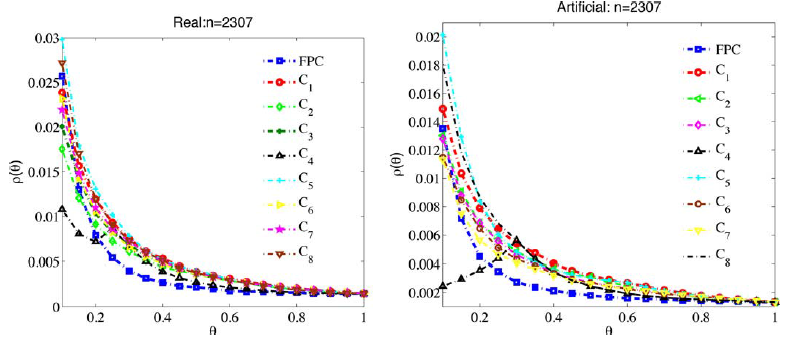 Real:n=2307
ρ(θ)
0.03
0.025
0.02
0.015
0.01
0.005
0
0.2 0.4 0.6 0.8 1
θ
FPC
C1
C2
C3
C4
C5
C6
C7
C8
Artificial: n=2307
ρ(θ)
0.02
0.018
0.016
0.014
0.012
0.01
0.008
0.006
0.004
0.002
0.2 0.4 0.6 0.8 1
θ
FPC
C1
C2
C3
C4
C5
C6
C7
C8